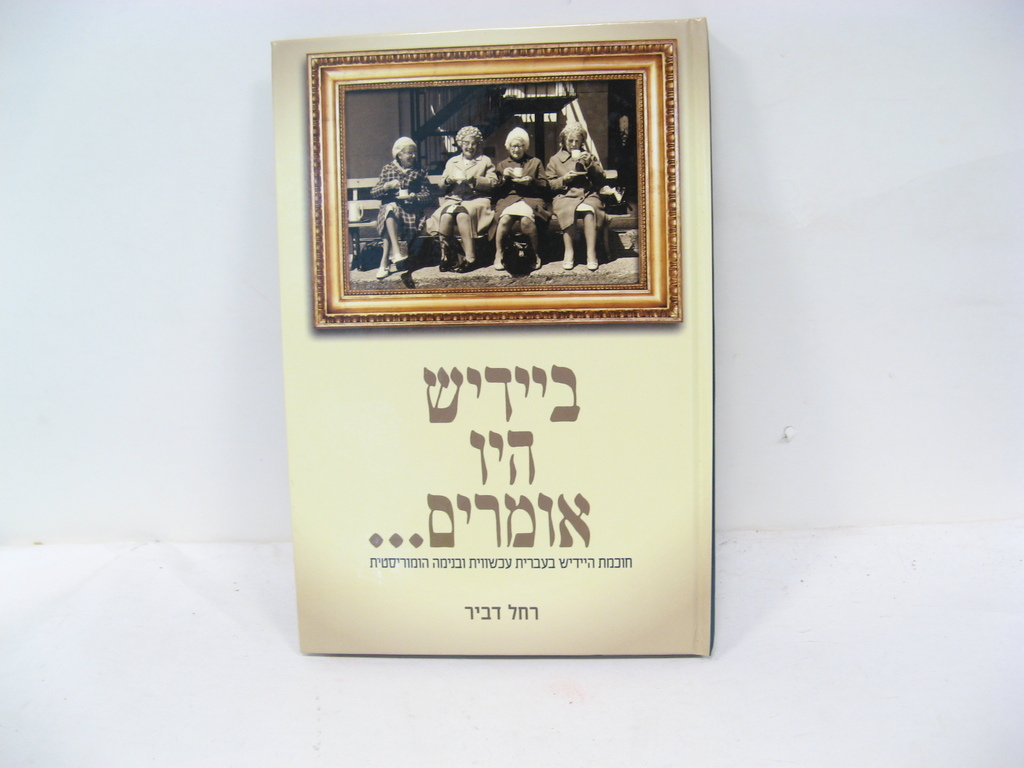 ביידיש
היו
אומרים...
חוכמת היידיש בעברית עכשווית ובנימה הומוריסטית
רחל דביר